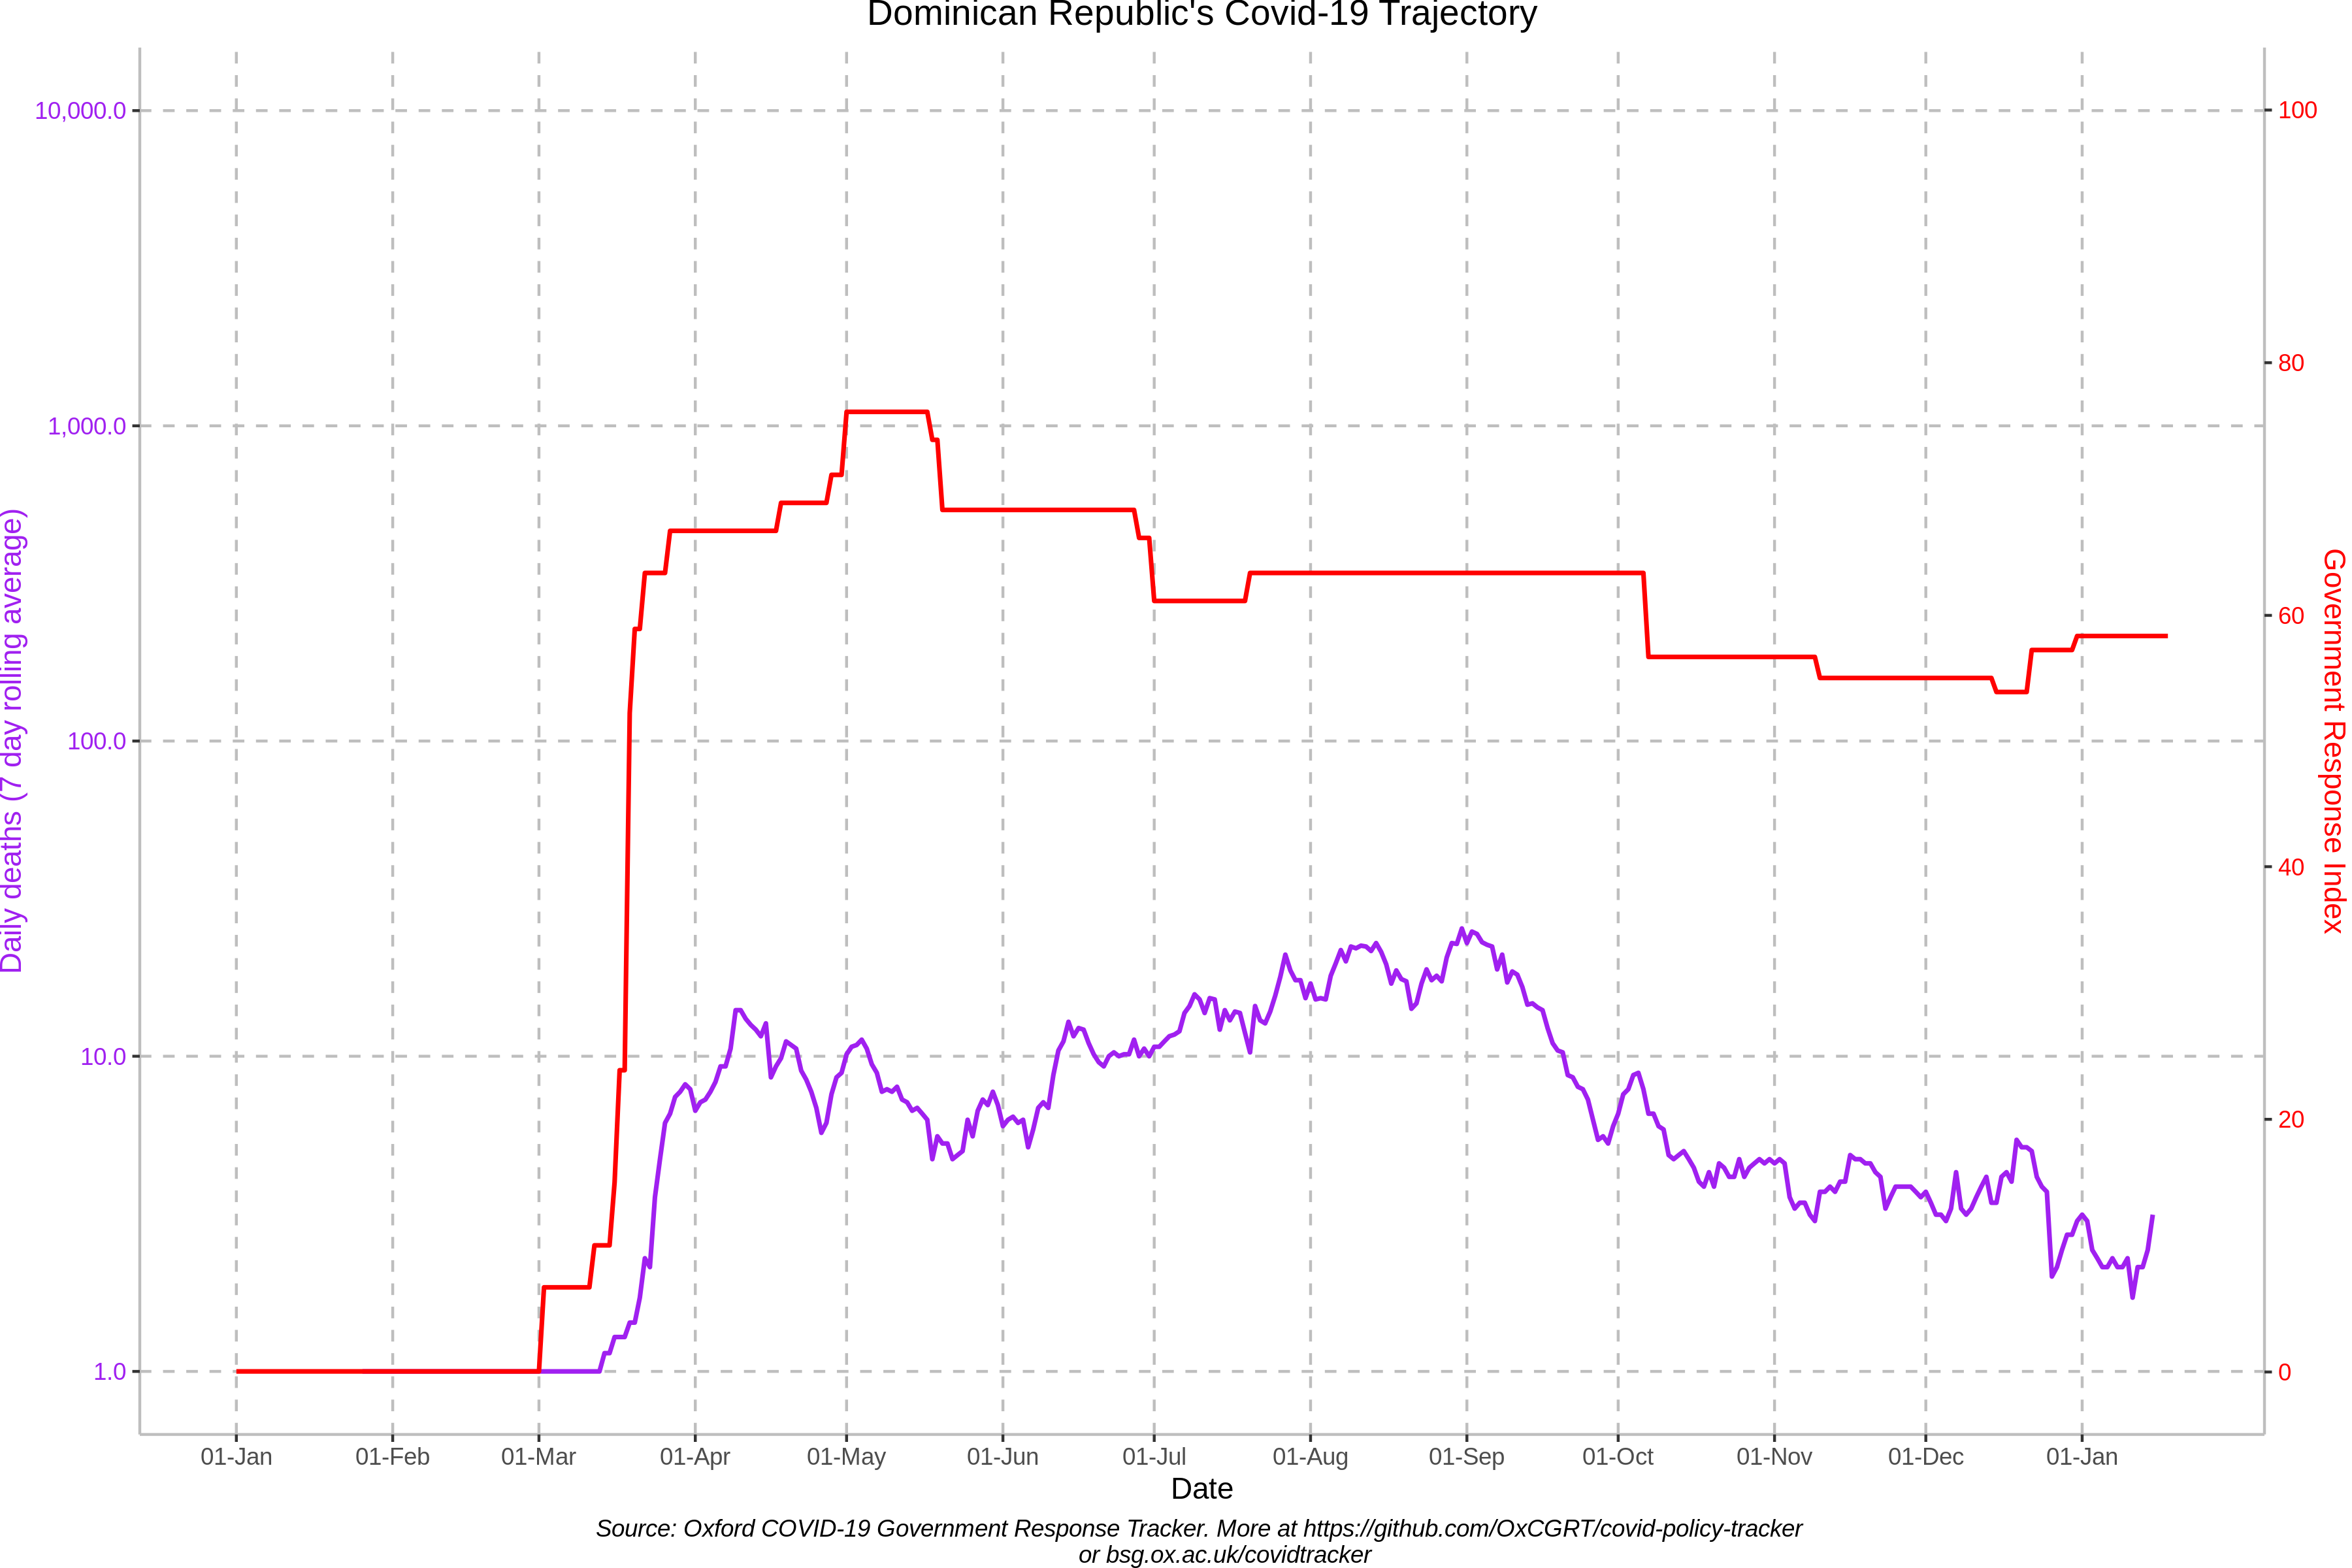 Dominican Republic's Covid-19 Trajectory
10,000.0
1,000.0
100.0
10.0
1.0
Daily deaths (7 day rolling average)
100
80
60
40
20
0
Government Response Index
01-Jan 01-Feb 01-Mar 01-Apr 01-May 01-Jun 01-Jul 01-Aug 01-Sep 01-Oct 01-Nov 01-Dec 01-Jan
Date
Source: Oxford COVID-19 Government Response Tracker. More at https://github.com/OxCGRT/covid-policy-tracker
or bsg.ox.ac.uk/covidtracker